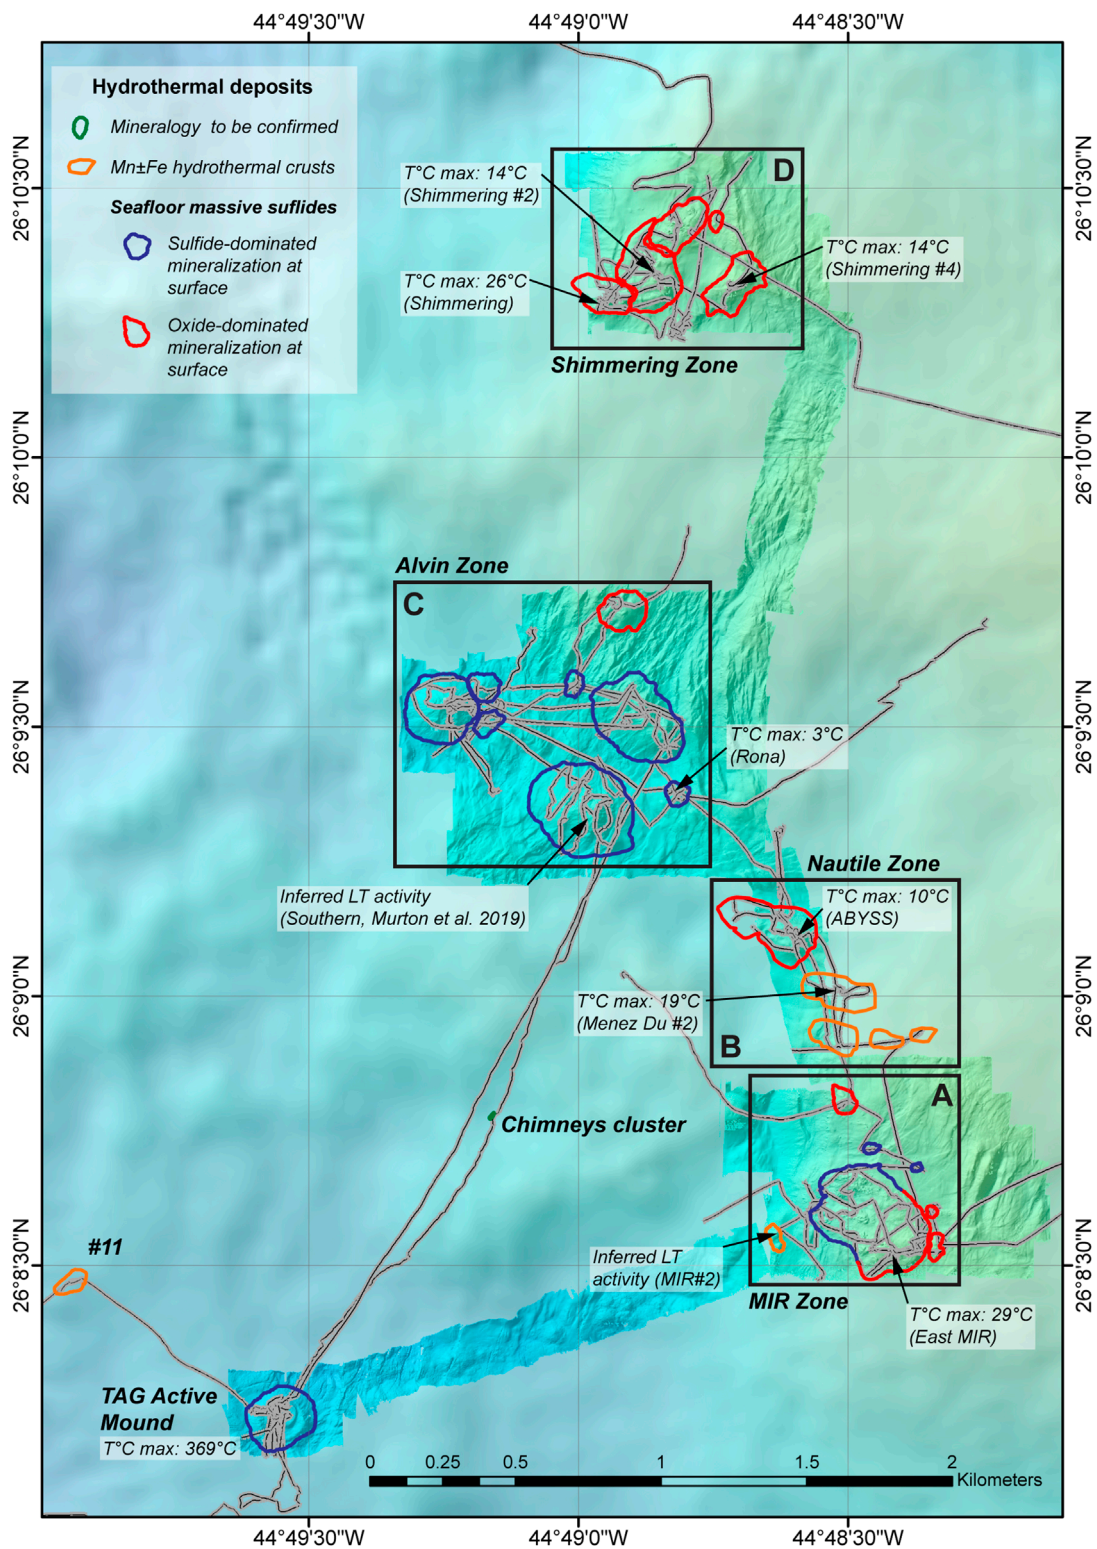 44°49'30"W
44°49'0"W
44°48'30"W
Hydrothermal deposits
Mineralogy to be confirmed
Mn±Fe hydrothermal crusts
Seafloor massive suflides
Sulfide-dominated
mineralization at
surface
Oxide-dominated
mineralization at
surface
26°10'30"N
26°10'30"N
D
T°C max: 14°C
(Shimmering #2)
T°C max: 14°C
(Shimmering #4)
T°C max: 26°C
(Shimmering)
Shimmering Zone
26°10'0"N
26°10'0"N
Alvin Zone
C
26°9'30"N
26°9'30"N
T°C max: 3°C
(Rona)
Nautile Zone
Inferred LT activity
(Southern, Murton et al. 2019)
T°C max: 10°C
(ABYSS)
26°9'0"N
26°9'0"N
T°C max: 19°C
(Menez Du #2)
B
A
Chimneys cluster
#11
26°8'30"N
26°8'30"N
Inferred LT
activity (MIR#2)
MIR Zone
T°C max: 29°C
(East MIR)
TAG Active
Mound
T°C max: 369°C
0 0.25 0.5 1 1.5 2
Kilometers
44°49'30"W
44°49'0"W
44°48'30"W